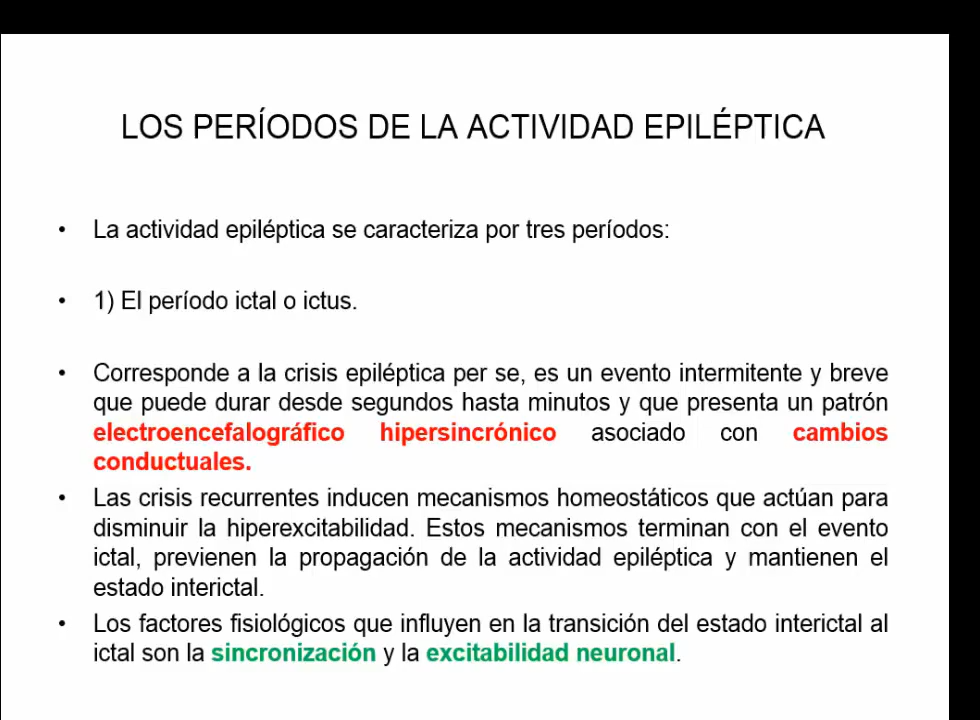 LOS PERÍODOS DE LA ACTIVIDAD EPILÉPTICA
• La actividad epiléptica se caracteriza por tres períodos:
• 1) El período ictal o ictus.
• Corresponde a la crisis epiléptica per se, es un evento intermitente y breve
que puede durar desde segundos hasta minutos y que presenta un patrón
electroencefalográfico hipersincrónico asociado con cambios
conductuales.
• Las crisis recurrentes inducen mecanismos homeostáticos que actúan para
disminuir la hiperexcitabilidad. Estos mecanismos terminan con el evento
ictal, previenen la propagación de la actividad epiléptica y mantienen el
estado interictal.
• Los factores fisiológicos que influyen en la transición del estado interictal al
ictal son la sincronización y la excitabilidad neuronal.